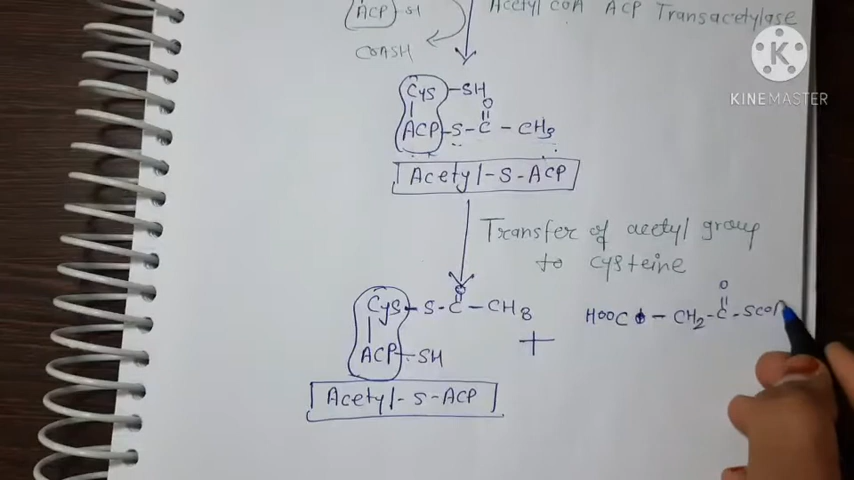 ACP SH Acetyl COA ACP Transacetylase
COASH
KINEMASTER
Cys -SH
O
ACP -S-C-CH3
Acetyl-S-ACP
Transfer of acetyl group
to cysteine
O
Cys -S-C-CH3
+
O
HOOC-CH2-C-SCOA
ACP -SH
Acetyl-S-ACP